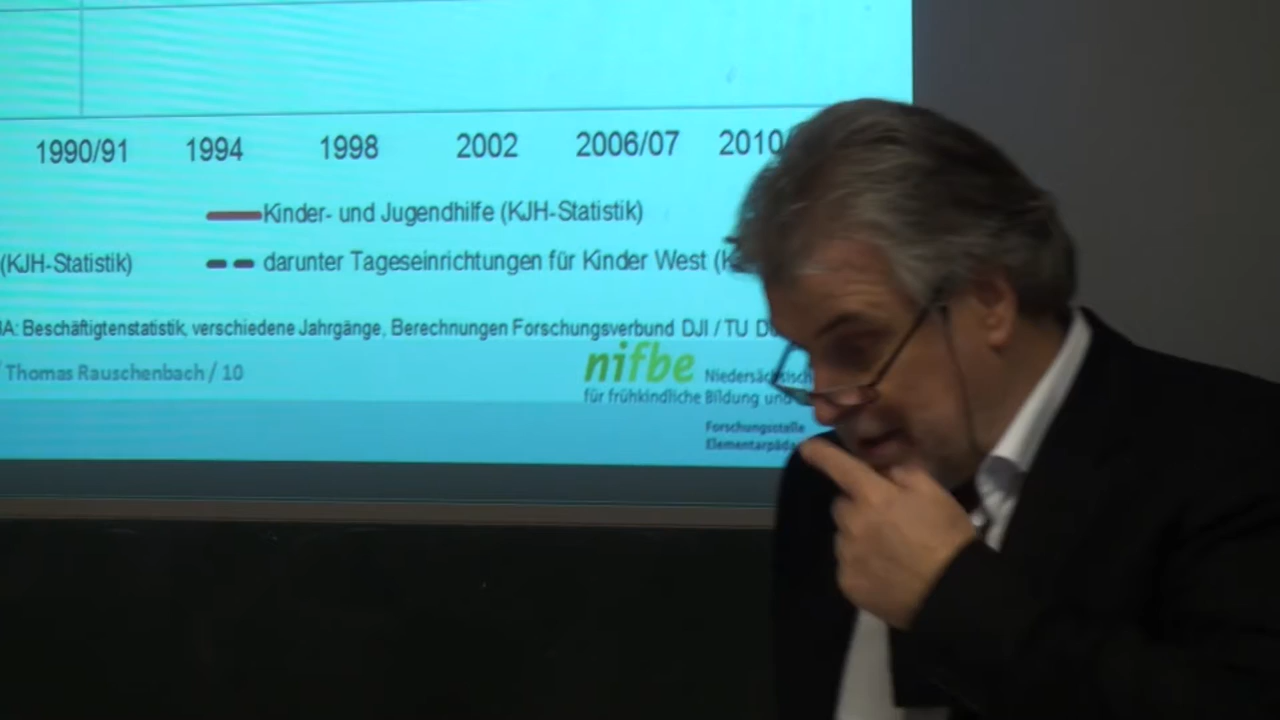 1990/91 1994 1998 2002 2006/07 2010/
Kinder- und Jugendhilfe (KJH-Statistik)
(KJH-Statistik) darunter Tageseinrichtungen für Kinder West
BA: Beschäftigtenstatistik, verschiedene Jahrgänge, Berechnungen Forschungsverbund DJI / TU
Thomas Rauschenbach / 10
nifbe
für frühkindliche Bildung und
Forschungsstelle